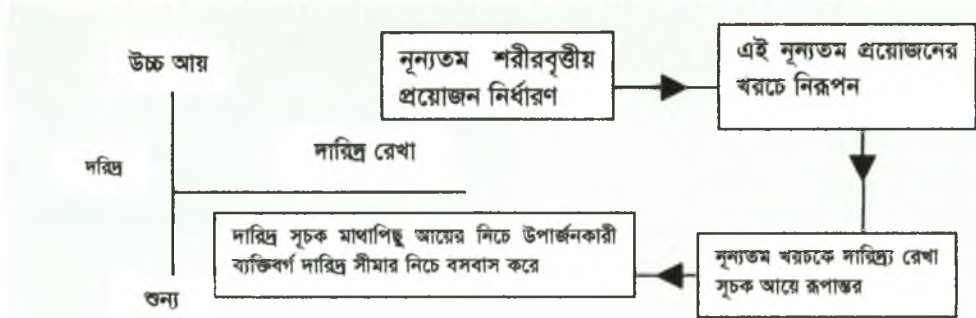 উচ্চ আয়
নূন্যতম শরীরবৃত্তীয়
প্রয়োজন নির্ধারণ
এই নূন্যতম প্রয়োজনের
খরচে নিরূপন
দারিদ্র রেখা
দরিদ্র
দারিদ্র সূচক মাথাপিছু আয়ের নিচে উপার্জনকারী
ব্যক্তিবর্গ দারিদ্র সীমার নিচে বসবাস করে
নূন্যতম খরচকে দারিদ্র্য রেখা
সূচক আয়ে রূপান্তর
শুন্য